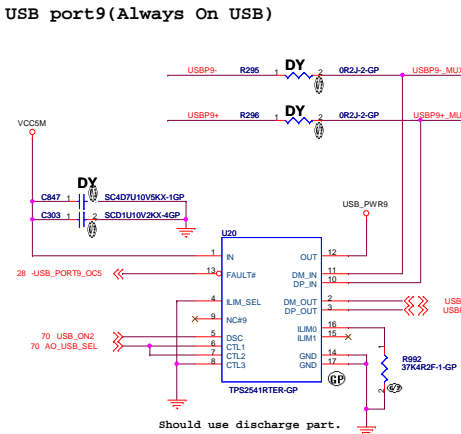 USB port9(Always On USB)
USBP9- R295 1 DY 2 0R2J-2-GP USBP9-_MUX
USBP9+ R296 1 DY 2 0R2J-2-GP USBP9+_MU
VCC5M
DY
C847 1 SC4D7U10V5KX-1GP
C303 1 2 SCD1U10V2KX-4GP
USB_PWR9
U20
1 IN OUT 12
28 -USB_PORT9_OC5 13 FAULT# DM_IN 11
DP_IN 10
4 ILIM_SEL DM_OUT 2 USB
DP_OUT 3
9 NC#9
ILIM0 16
70 USB_ON2 5 DSC ILIM1 15
70 AO_USB_SEL 6 CTL1
7 CTL2 GND 14
8 CTL3 GND 17
1 R992
37K4R2F-1-GP
2
GP
TPS2541RTER-GP
Should use discharge part.